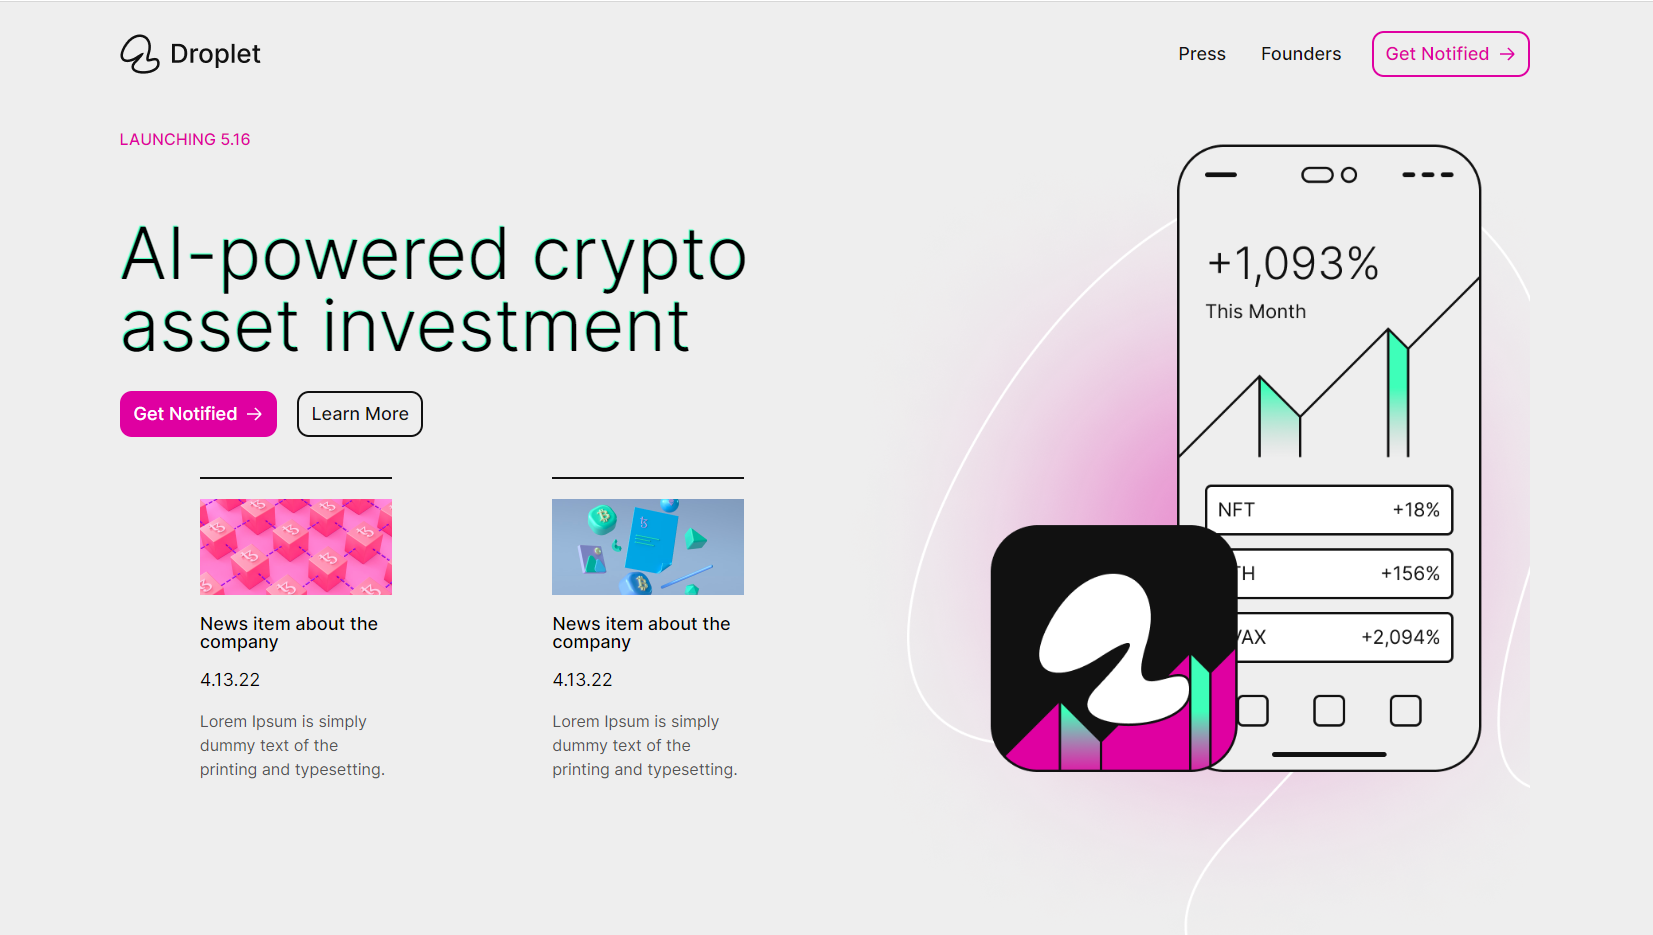 Droplet
Press
Founders
Get Notified →
LAUNCHING 5.16
AI-powered crypto
asset investment
Get Notified →
Learn More
News item about the
company
4.13.22
Lorem Ipsum is simply
dummy text of the
printing and typesetting.
News item about the
company
4.13.22
Lorem Ipsum is simply
dummy text of the
printing and typesetting.
+1,093%
This Month
NFT +18%
TH +156%
VAX +2,094%